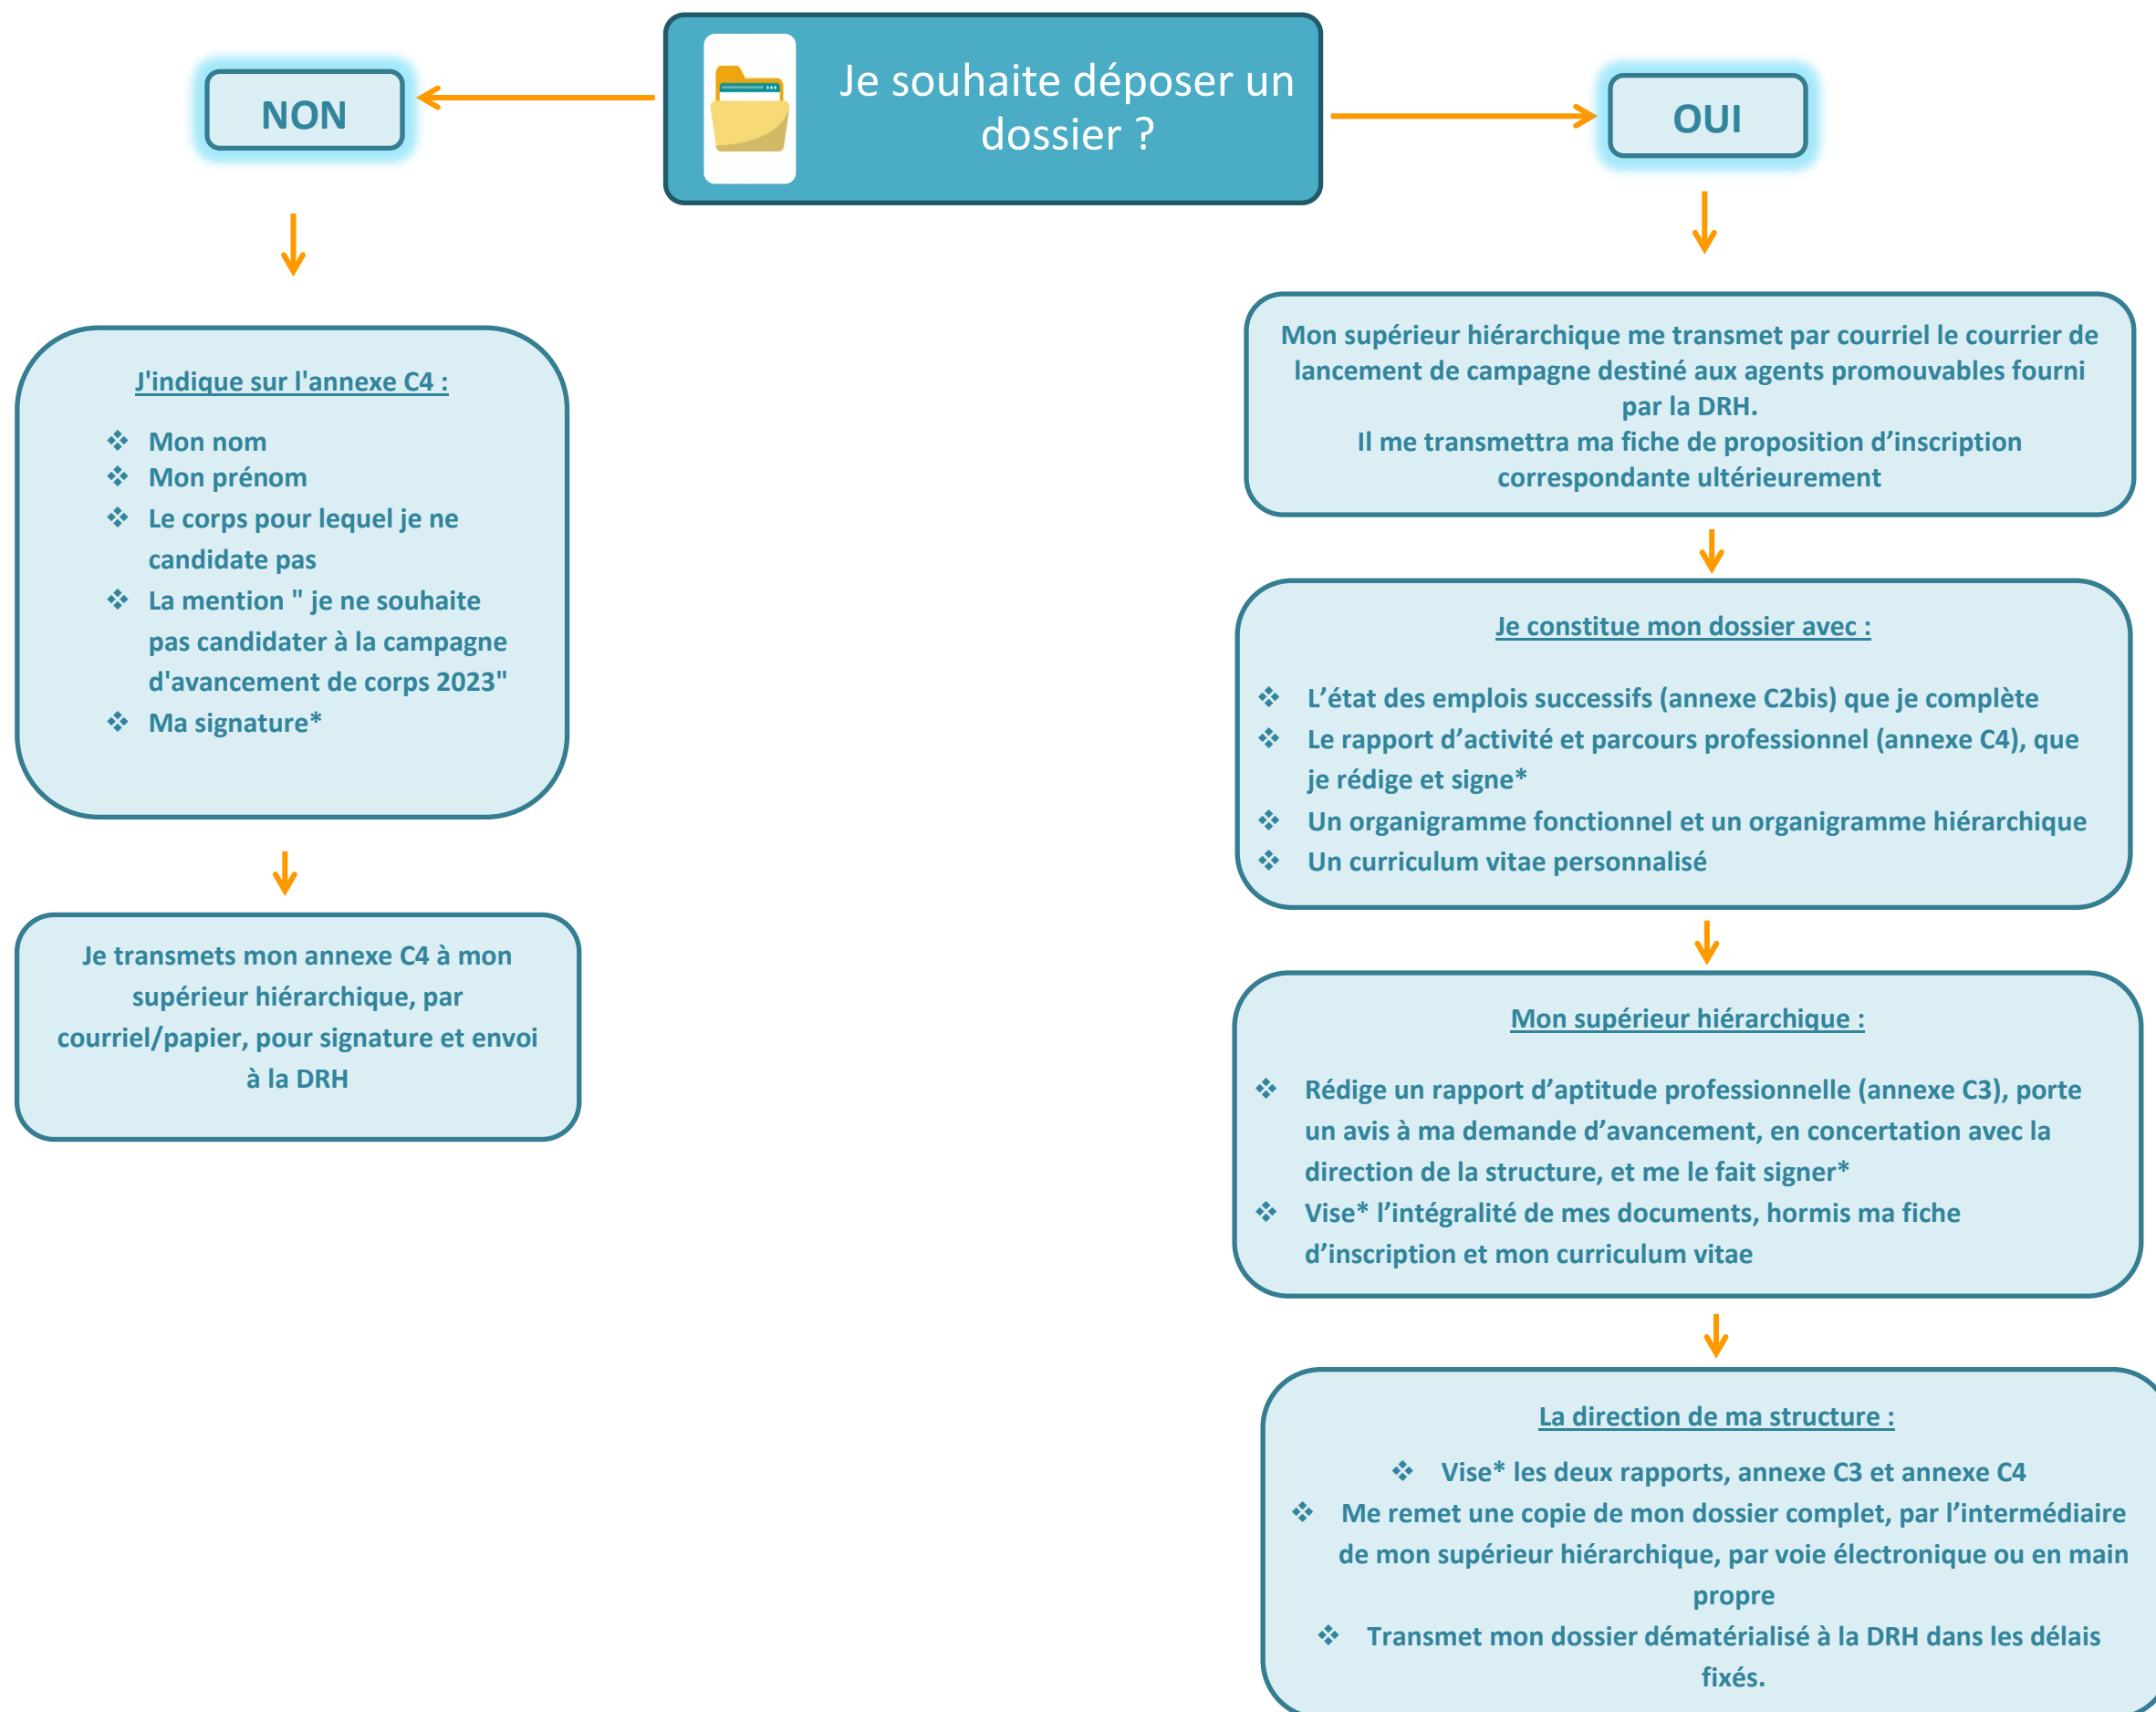 Je souhaite déposer un
dossier ?
NON
OUI
J'indique sur l'annexe C4 :
❖ Mon nom
❖ Mon prénom
❖ Le corps pour lequel je ne
candidate pas
❖ La mention " je ne souhaite
pas candidater à la campagne
d'avancement de corps 2023"
❖ Ma signature*
Je transmets mon annexe C4 à mon
supérieur hiérarchique, par
courriel/papier, pour signature et envoi
à la DRH
Mon supérieur hiérarchique me transmet par courriel le courrier de
lancement de campagne destiné aux agents promouvables fourni
par la DRH.
Il me transmettra ma fiche de proposition d’inscription
correspondante ultérieurement
Je constitue mon dossier avec :
❖ L’état des emplois successifs (annexe C2bis) que je complète
❖ Le rapport d’activité et parcours professionnel (annexe C4), que
je rédige et signe*
❖ Un organigramme fonctionnel et un organigramme hiérarchique
❖ Un curriculum vitae personnalisé
Mon supérieur hiérarchique :
❖ Rédige un rapport d’aptitude professionnelle (annexe C3), porte
un avis à ma demande d’avancement, en concertation avec la
direction de la structure, et me le fait signer*
❖ Vise* l’intégralité de mes documents, hormis ma fiche
d’inscription et mon curriculum vitae
La direction de ma structure :
❖ Vise* les deux rapports, annexe C3 et annexe C4
❖ Me remet une copie de mon dossier complet, par l’intermédiaire
de mon supérieur hiérarchique, par voie électronique ou en main
propre
❖ Transmet mon dossier dématérialisé à la DRH dans les délais
fixés.